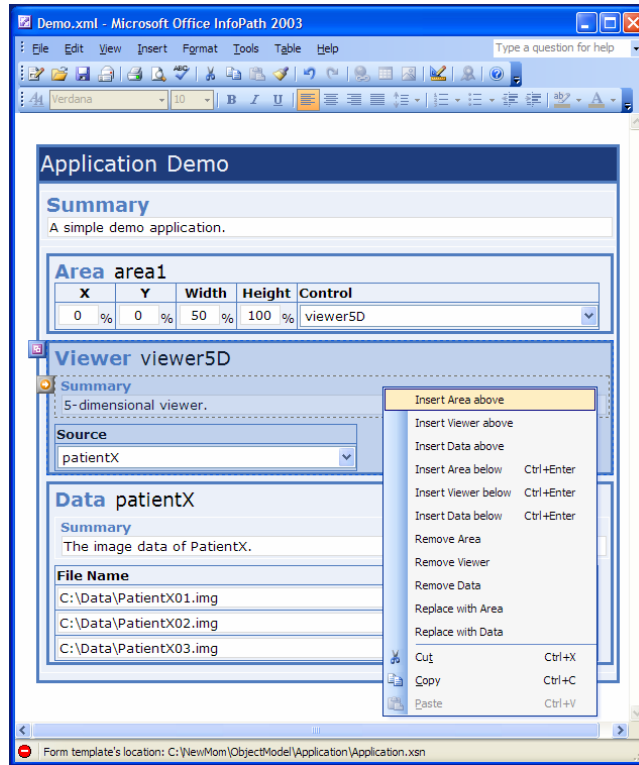 Demo.xml - Microsoft Office InfoPath 2003
File Edit View Insert Format Tools Table Help Type a question for help
Verdana 10 B I U A
Application Demo
Summary
A simple demo application.
Area area1
X Y Width Height Control
0 % 0 % 50 % 100 % viewer5D
Viewer viewer5D
Summary
5-dimensional viewer.
Source
patientX
Data patientX
Summary
The image data of PatientX.
File Name
C:\Data\PatientX01.img
C:\Data\PatientX02.img
C:\Data\PatientX03.img
Insert Area above
Insert Viewer above
Insert Data above
Insert Area below Ctrl+Enter
Insert Viewer below Ctrl+Enter
Insert Data below Ctrl+Enter
Remove Area
Remove Viewer
Remove Data
Replace with Area
Replace with Data
Cut Ctrl+X
Copy Ctrl+C
Paste Ctrl+V
Form template's location: C:\NewMom\ObjectModel\Application\Application.xsn